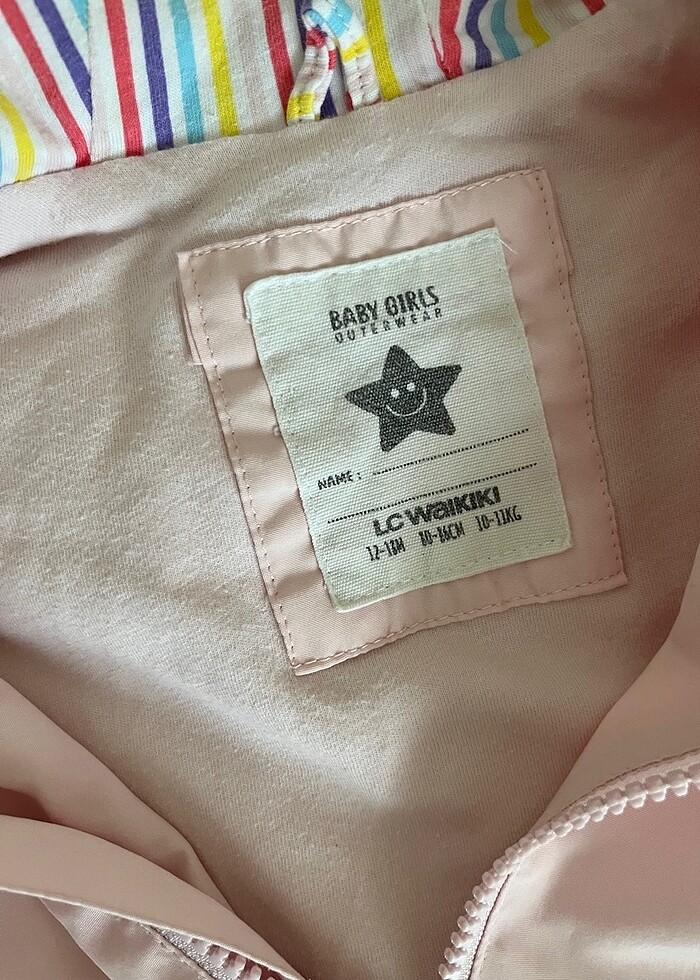 BABY GIRLS
OUTERWEAR
NAME:
LC WAIKIKI
12-18M 80-86CM 10-11KG